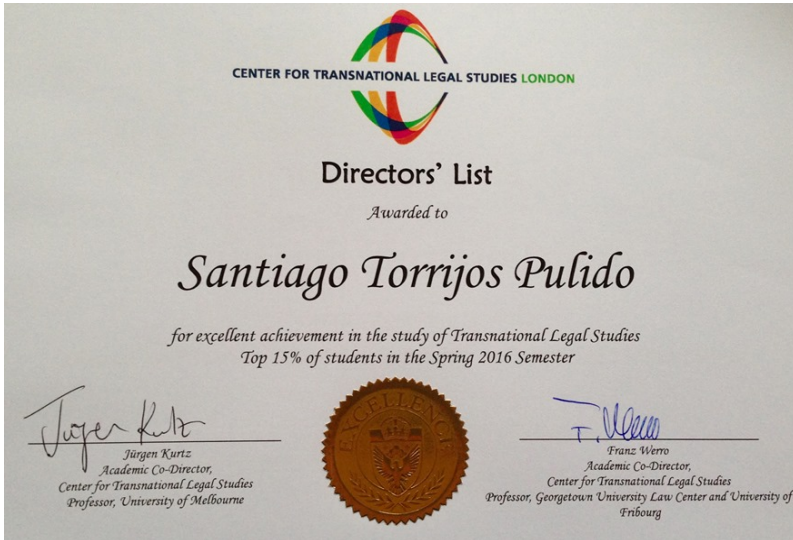 CENTER FOR TRANSNATIONAL LEGAL STUDIES LONDON
Directors' List
Awarded to
Santiago Torrijos Pulido
for excellent achievement in the study of Transnational Legal Studies
Top 15% of students in the Spring 2016 Semester
EXCELLENCE
Jürgen Kurtz
Jürgen Kurtz
Academic Co-Director,
Center for Transnational Legal Studies
Professor, University of Melbourne
F. Werro
Franz Werro
Academic Co-Director,
Center for Transnational Legal Studies
Professor, Georgetown University Law Center and University of
Fribourg